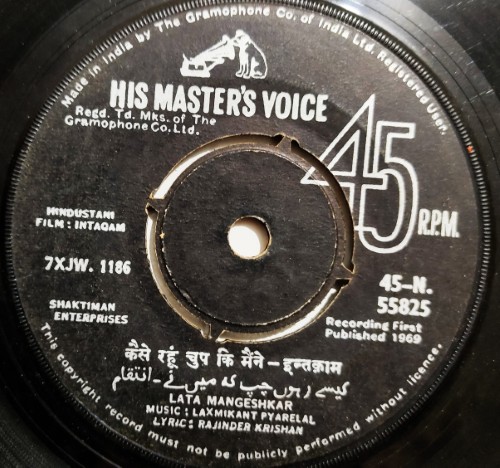 Made in India by The Gramophone Co. of India Ltd. Registered User.
HIS MASTER'S VOICE
Regd. Td. Mks. of The
Gramophone Co. Ltd.
45 R.P.M.
HINDUSTANI
FILM : INTAQAM
7XJW. 1186
45-N.
55825
SHAKTIMAN
ENTERPRISES
Recording First
Published 1969
कैसे रहूं चुप कि मैंने - इन्तक़ाम
کیسے رہوں چپ کہ میں نے - انتقام
LATA MANGESHKAR
MUSIC : LAXMIKANT PYARELAL
LYRIC : RAJINDER KRISHAN
This copyright record must not be publicly performed without licence.